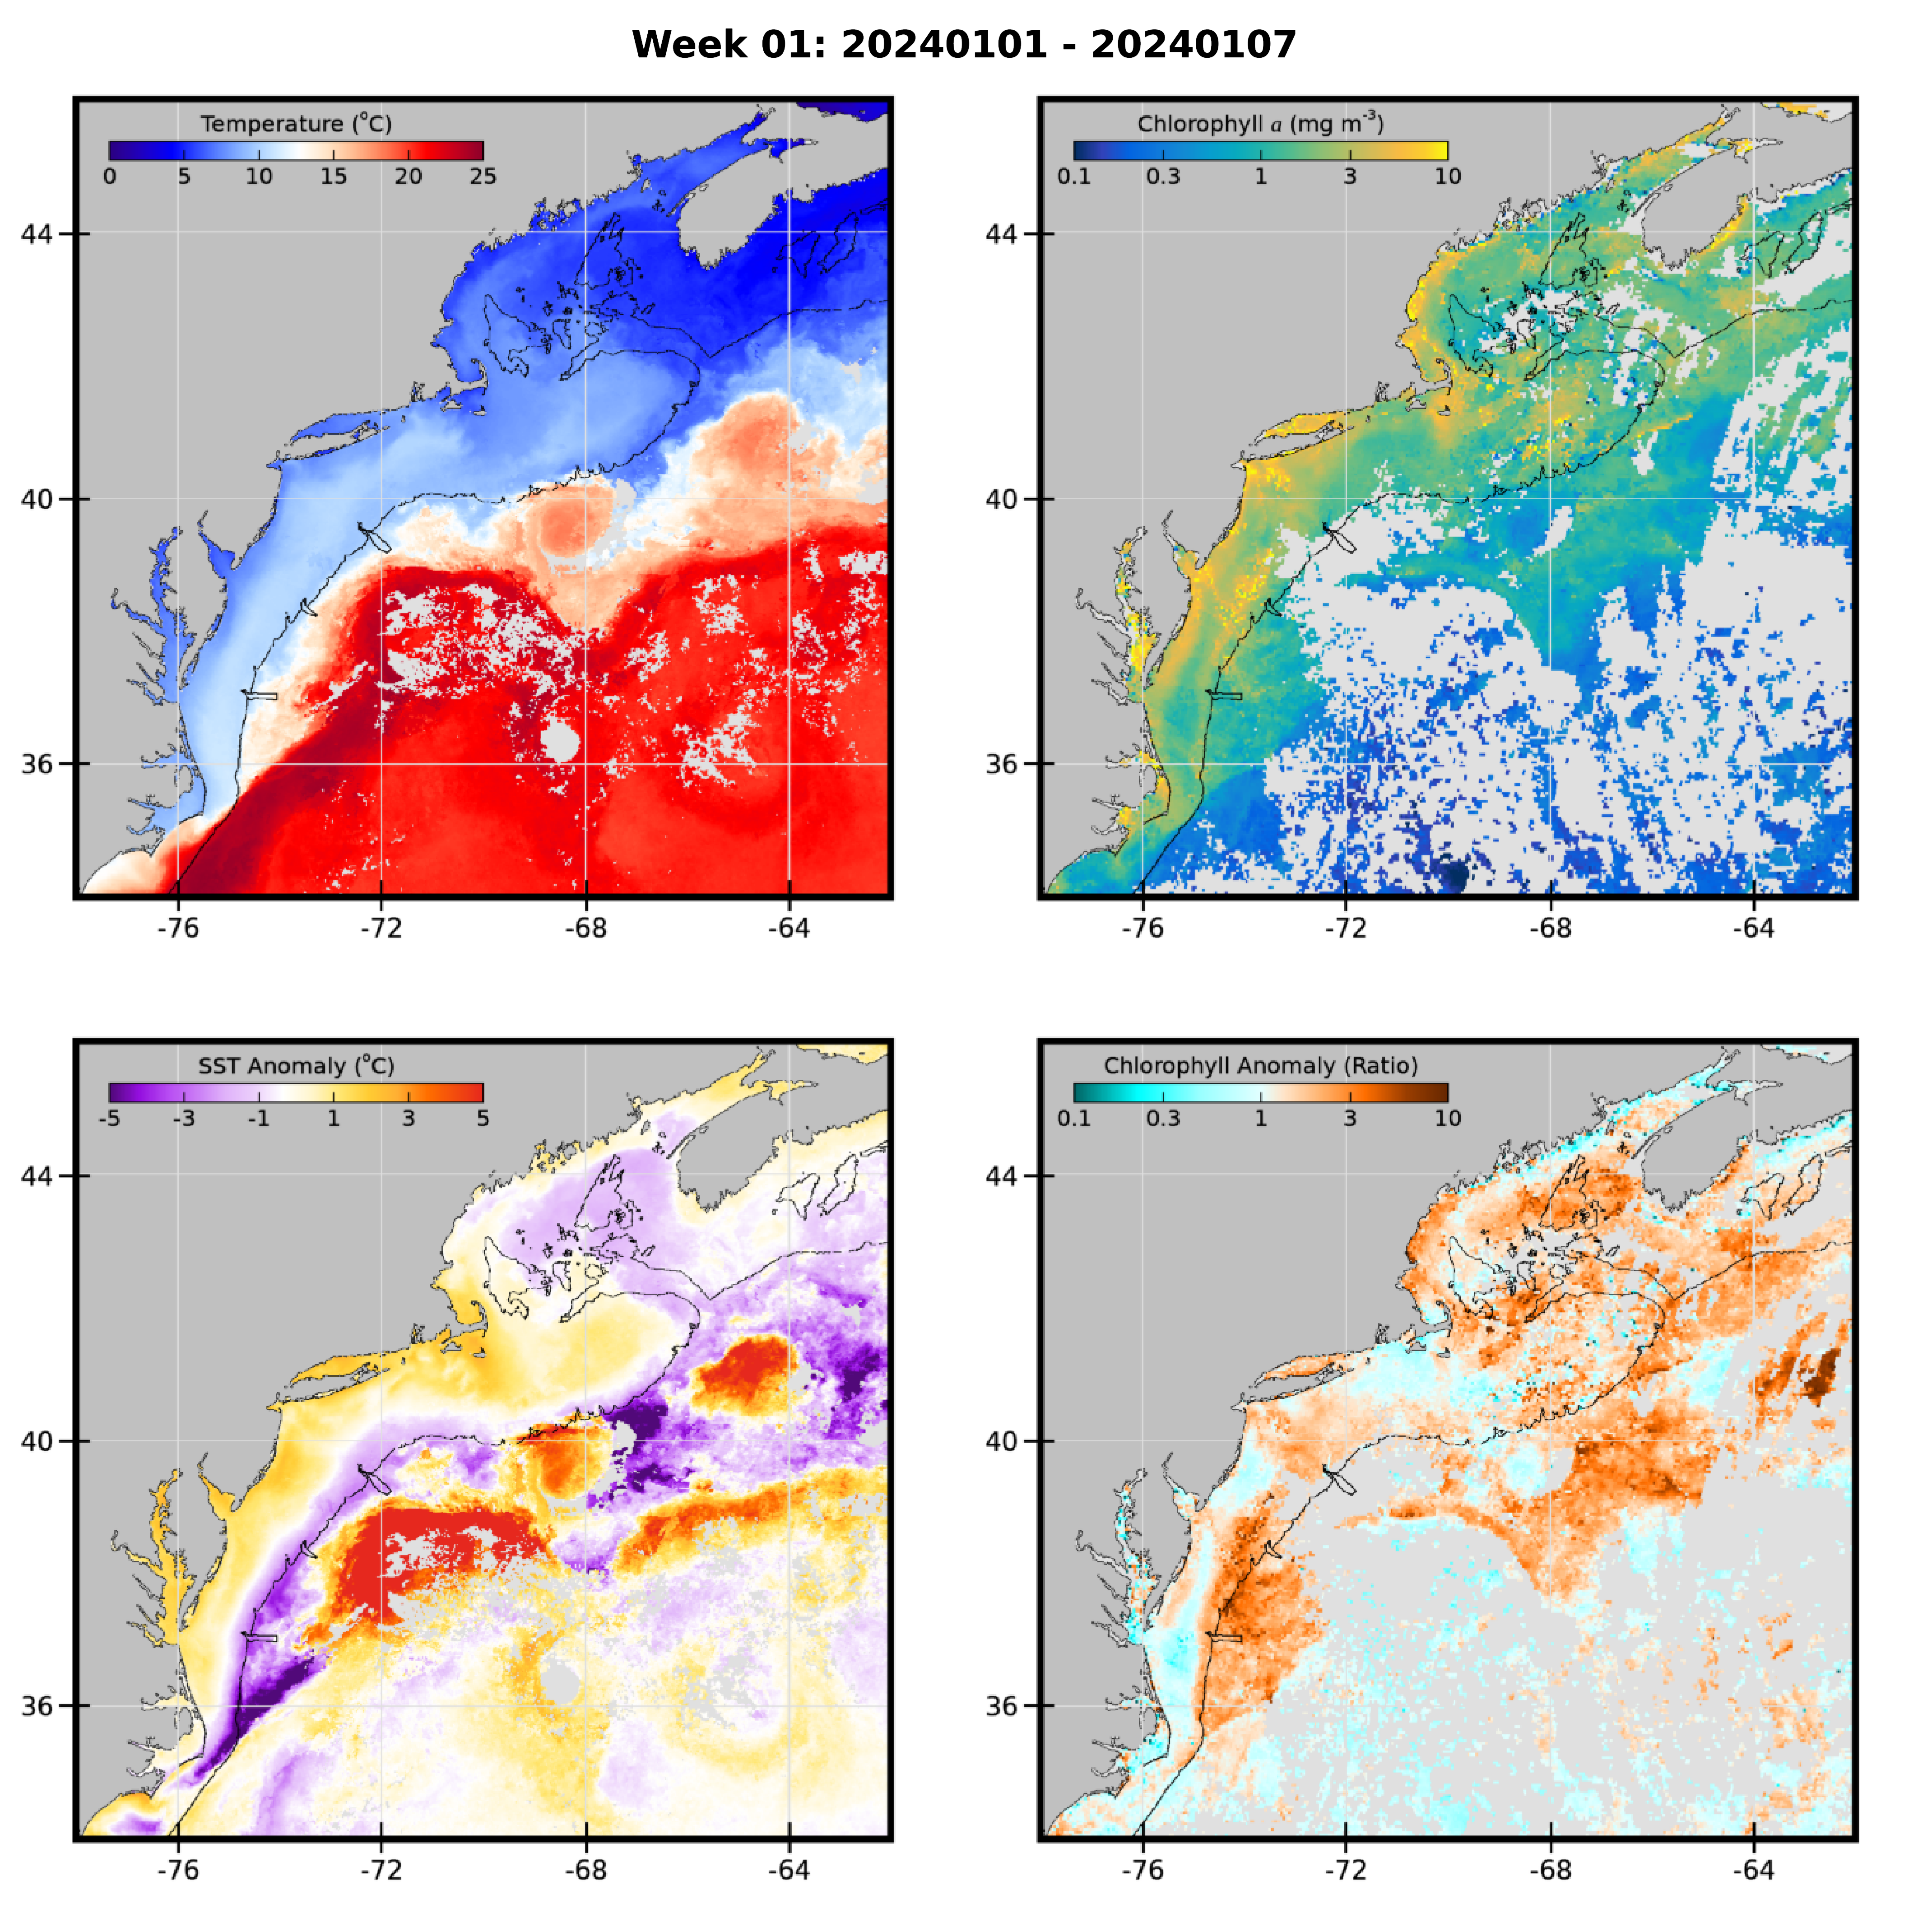 Week 01: 20240101 - 20240107
Temperature (°C)
0 5 10 15 20 25
44
40
36
-76 -72 -68 -64
Chlorophyll a (mg m⁻³)
0.1 0.3 1 3 10
44
40
36
-76 -72 -68 -64
SST Anomaly (°C)
-5 -3 -1 1 3 5
44
40
36
-76 -72 -68 -64
Chlorophyll Anomaly (Ratio)
0.1 0.3 1 3 10
44
40
36
-76 -72 -68 -64